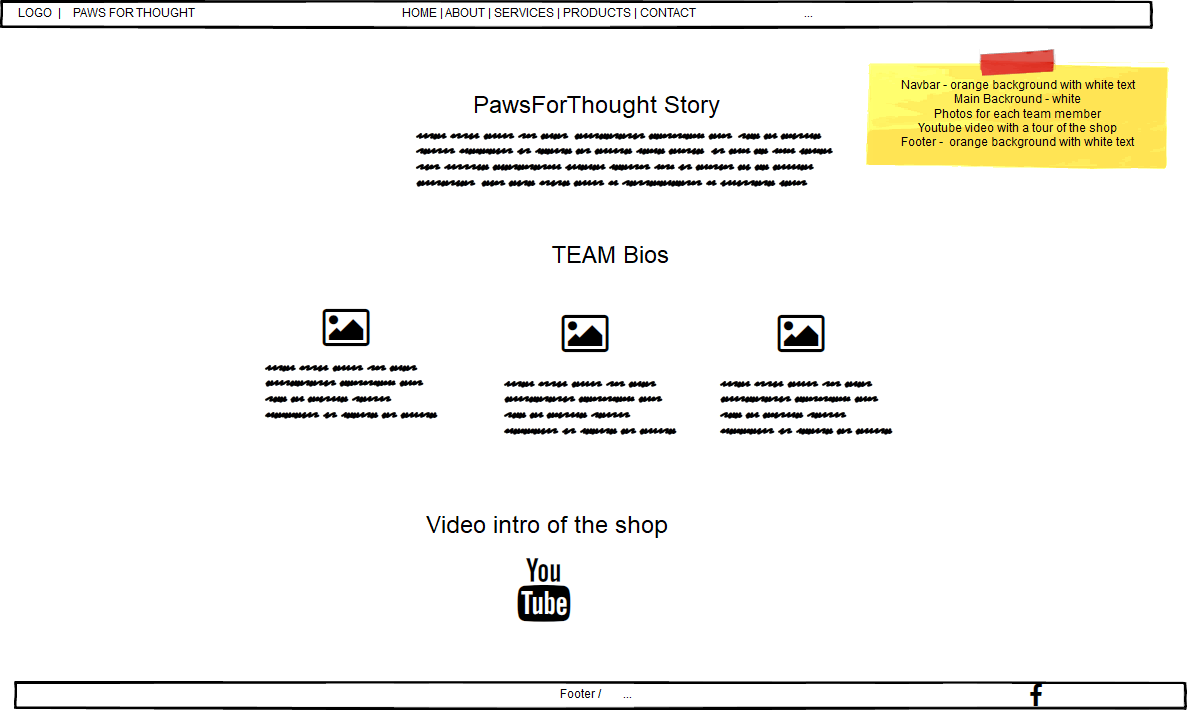 LOGO | PAWS FOR THOUGHT HOME | ABOUT | SERVICES | PRODUCTS | CONTACT ...
Navbar - orange background with white text
Main Backround - white
Photos for each team member
Youtube video with a tour of the shop
Footer - orange background with white text
PawsForThought Story
TEAM Bios
Video intro of the shop
You
Tube
Footer / ... f